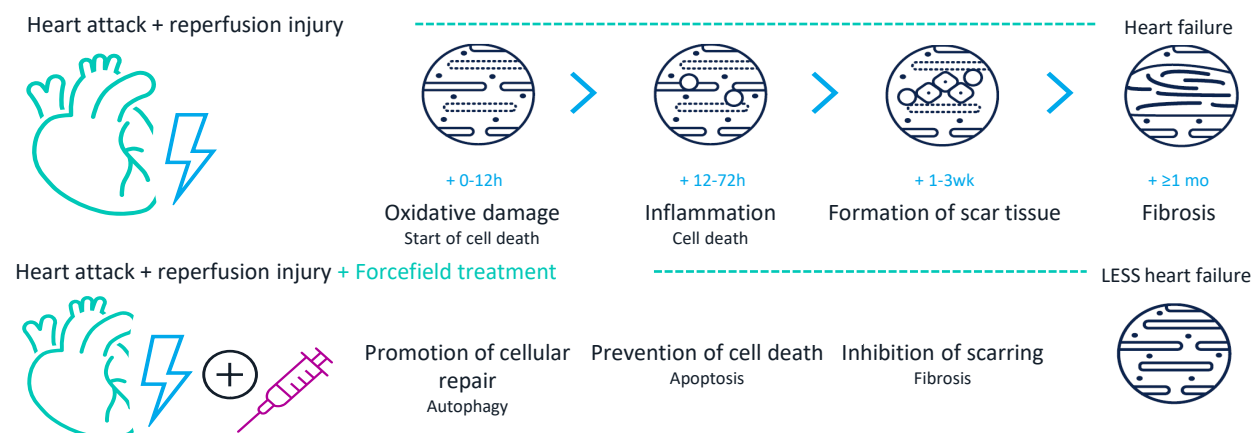 Heart attack + reperfusion injury
Heart failure
+ 0-12h
+ 12-72h
+ 1-3wk
+ ≥1 mo
Oxidative damage
Inflammation
Formation of scar tissue
Fibrosis
Start of cell death
Cell death
Heart attack + reperfusion injury + Forcefield treatment
LESS heart failure
Promotion of cellular
repair
Autophagy
Prevention of cell death
Apoptosis
Inhibition of scarring
Fibrosis